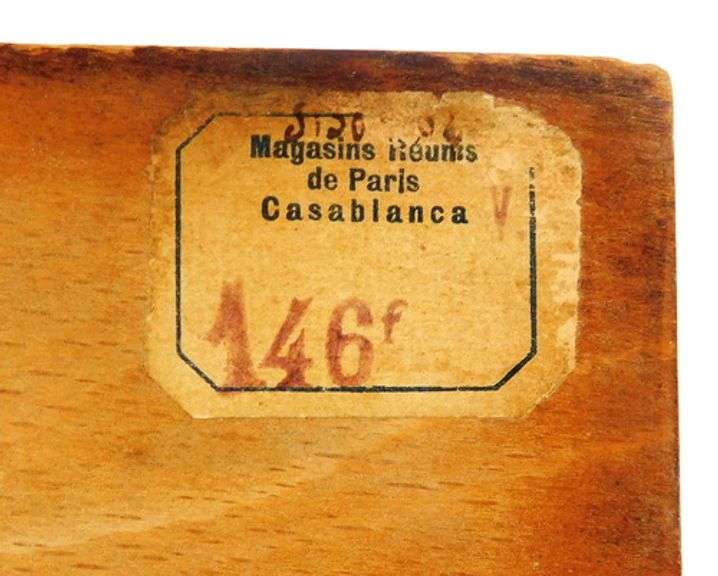 Magasins Réunis
de Paris
Casablanca V
146f